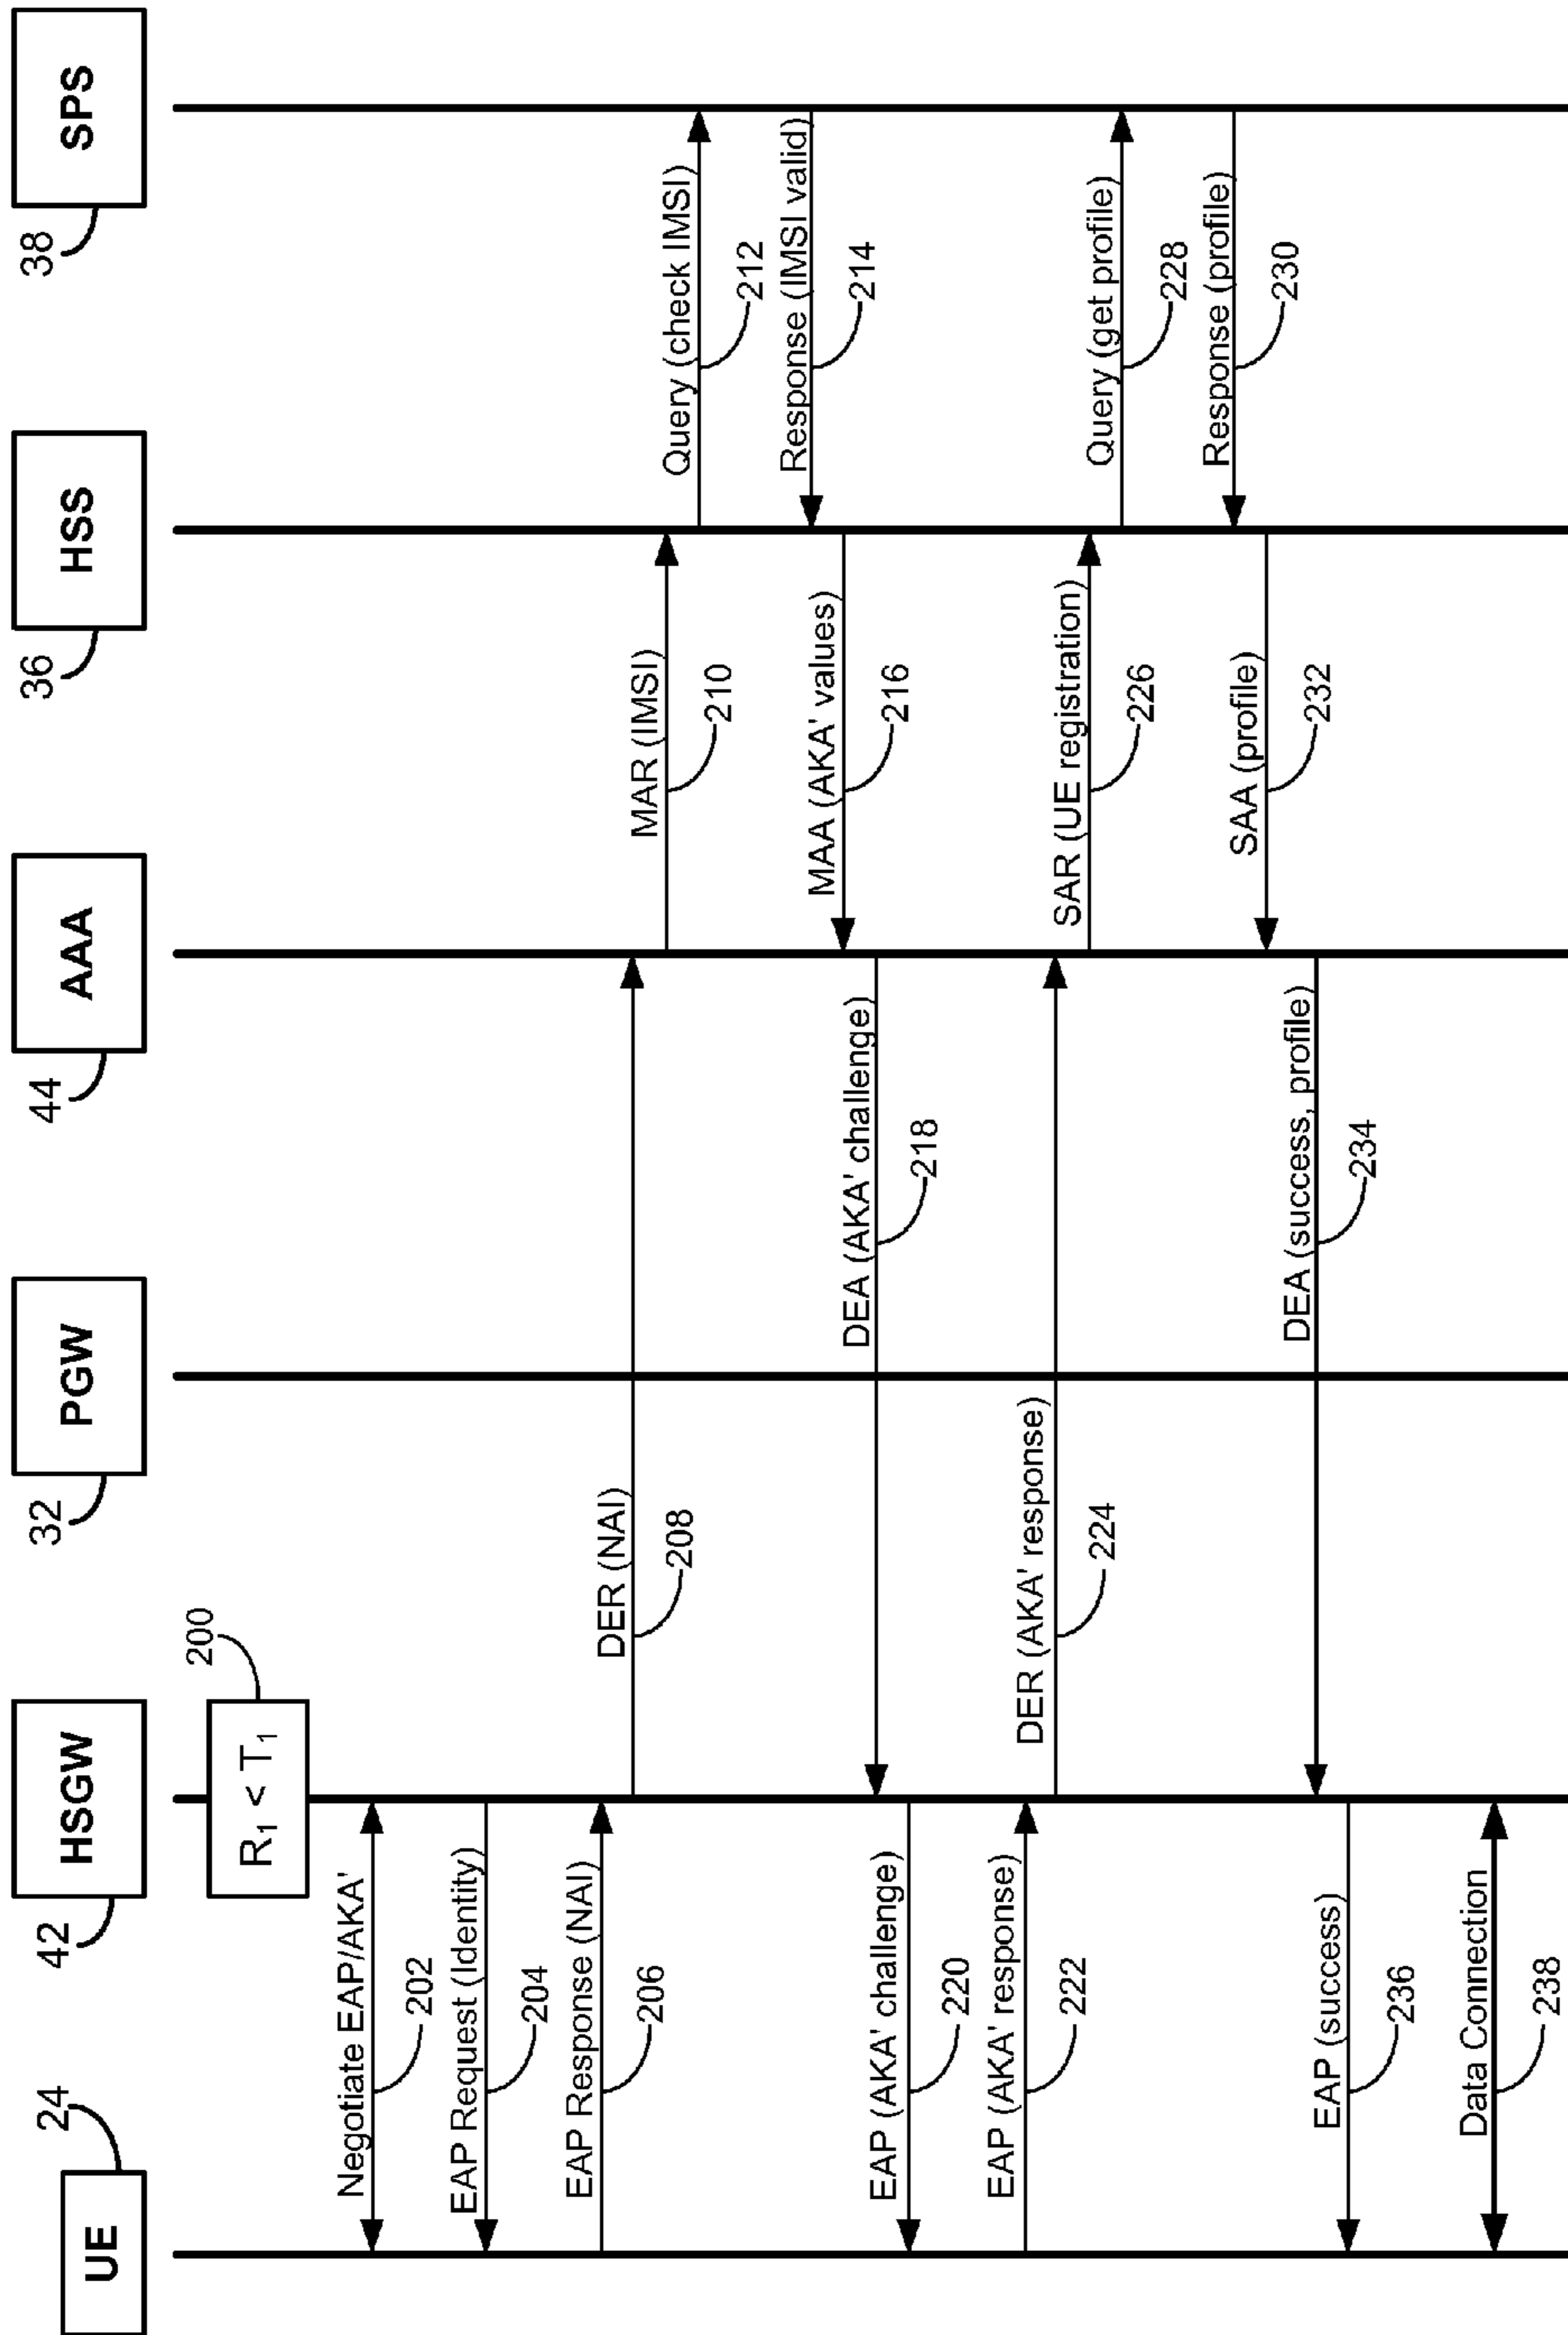 UE
24
HSGW
42
PGW
32
AAA
44
HSS
36
SPS
38
R1 < T1
200
Negotiate EAP/AKA'
202
EAP Request (Identity)
204
EAP Response (NAI)
206
DER (NAI)
208
MAR (IMSI)
210
Query (check IMSI)
212
Response (IMSI valid)
214
MAA (AKA' values)
216
DEA (AKA' challenge)
218
EAP (AKA' challenge)
220
EAP (AKA' response)
222
DER (AKA' response)
224
SAR (UE registration)
226
Query (get profile)
228
Response (profile)
230
SAA (profile)
232
DEA (success, profile)
234
EAP (success)
236
Data Connection
238